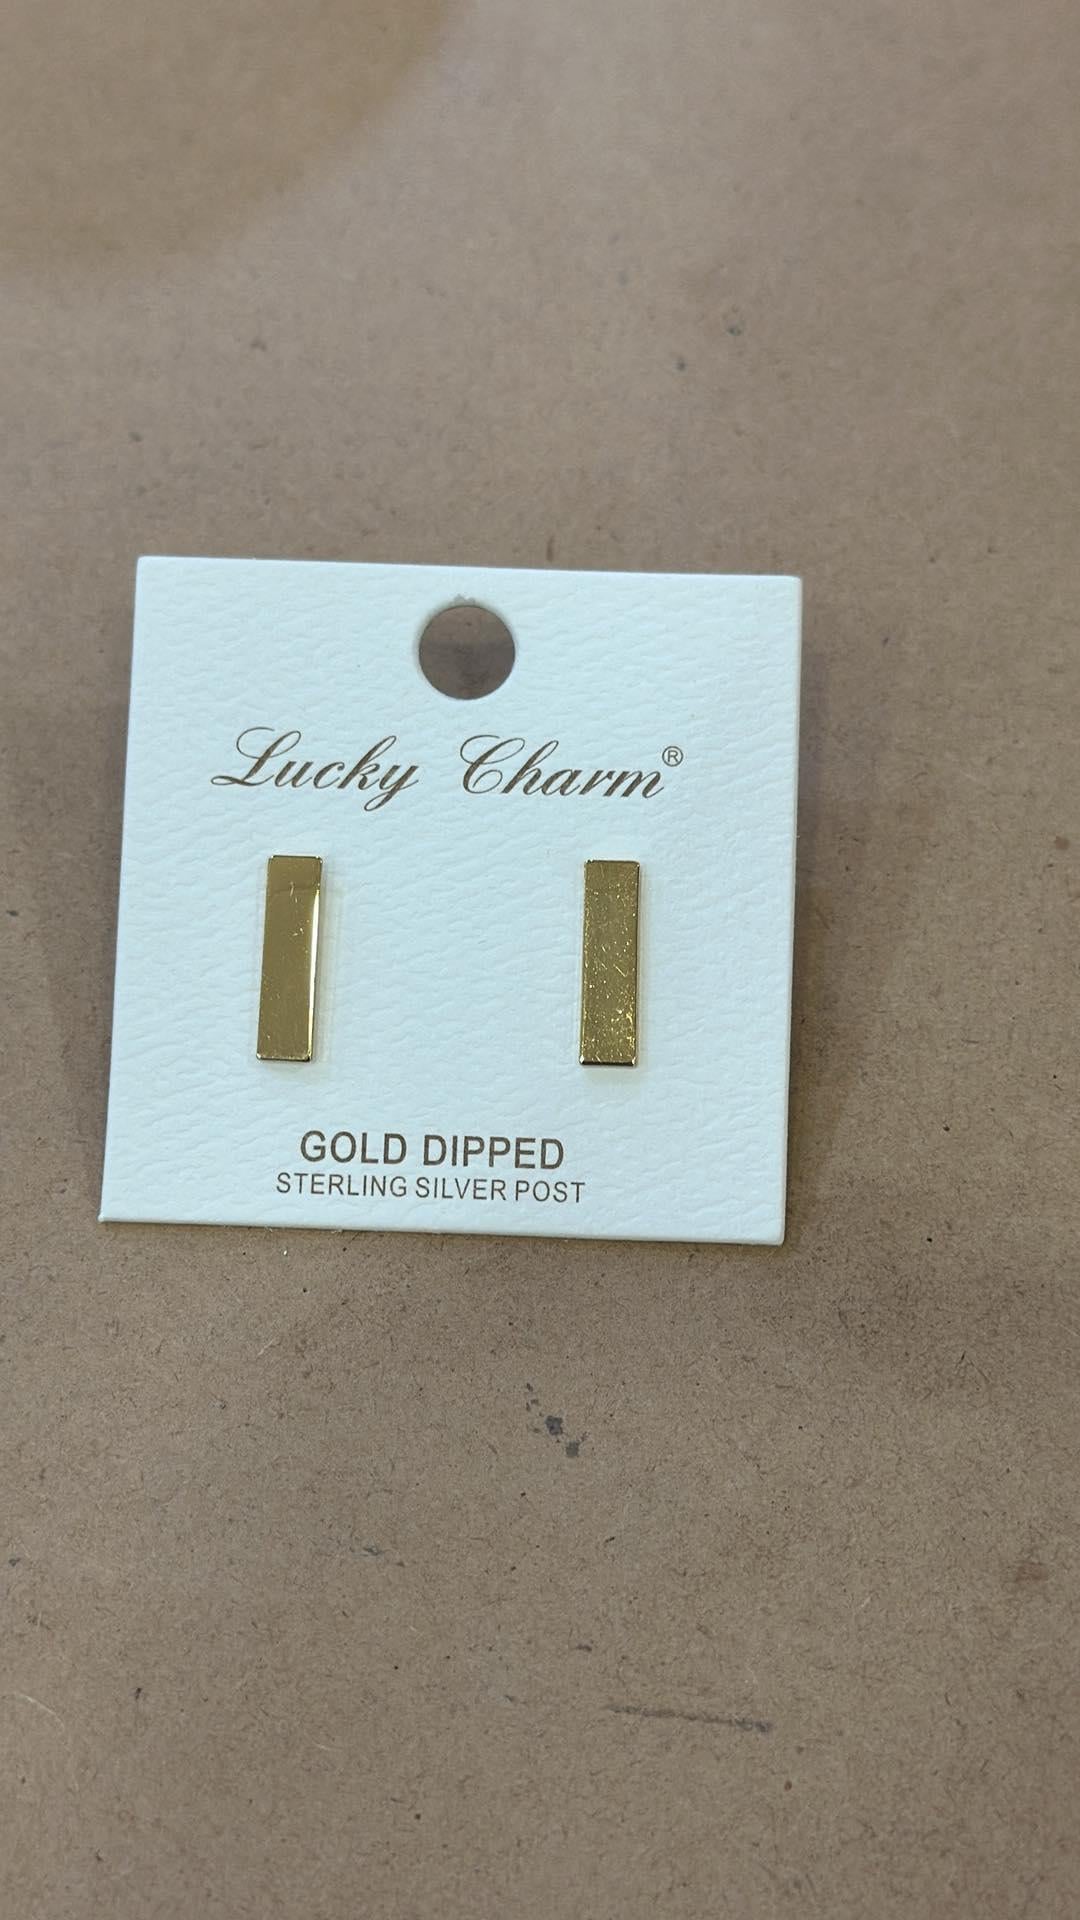 Lucky Charm®
GOLD DIPPED
STERLING SILVER POST